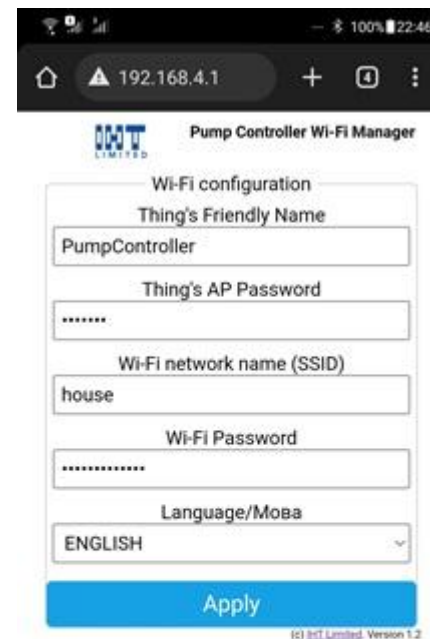 100% 22:46
192.168.4.1
4
IHT
LIMITED
Pump Controller Wi-Fi Manager
Wi-Fi configuration
Thing's Friendly Name
PumpController
Thing's AP Password
•••••••
Wi-Fi network name (SSID)
house
Wi-Fi Password
•••••••••••••
Language/Мова
ENGLISH
Apply
(c) IHT Limited, Version 1.2